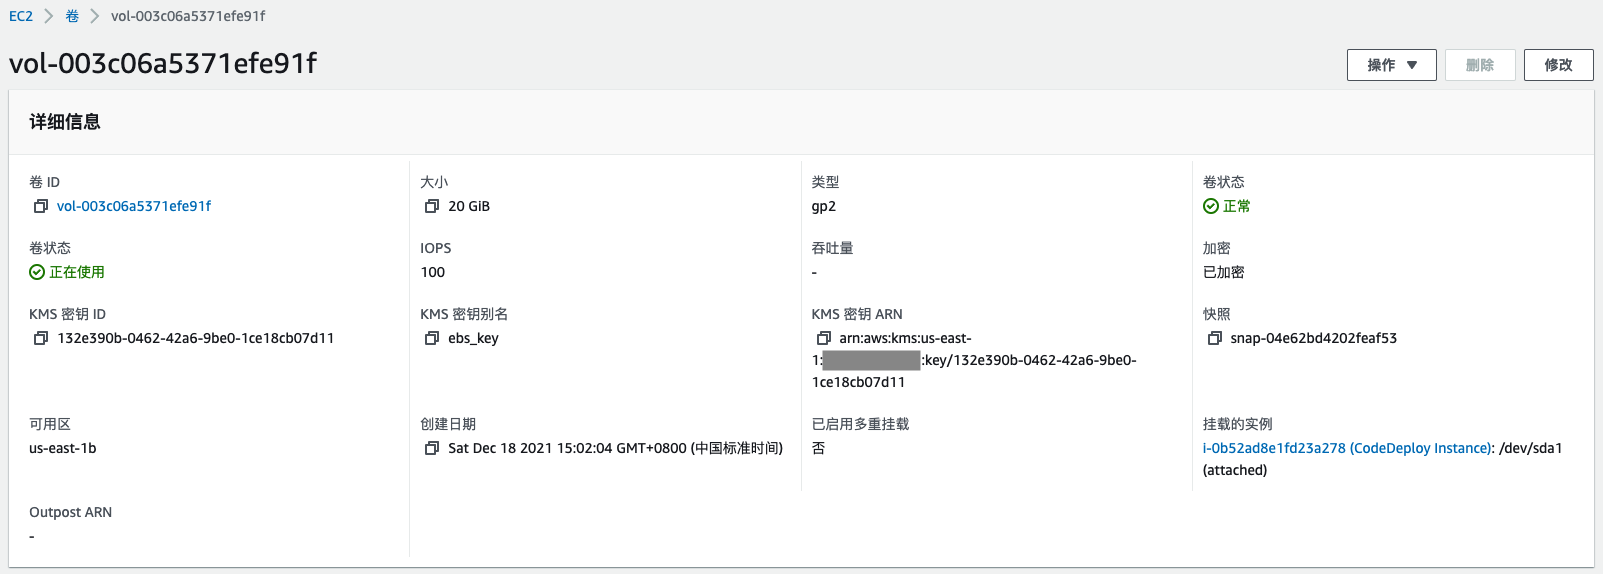 EC2 卷 vol-003c06a5371efe91f
vol-003c06a5371efe91f
操作 删除 修改
详细信息
卷 ID
vol-003c06a5371efe91f
大小
20 GiB
类型
gp2
卷状态
正常
卷状态
正在使用
IOPS
100
吞吐量
-
加密
已加密
KMS 密钥 ID
132e390b-0462-42a6-9be0-1ce18cb07d11
KMS 密钥别名
ebs_key
KMS 密钥 ARN
arn:aws:kms:us-east-
1: :key/132e390b-0462-42a6-9be0-
1ce18cb07d11
快照
snap-04e62bd4202feaf53
可用区
us-east-1b
创建日期
Sat Dec 18 2021 15:02:04 GMT+0800 (中国标准时间)
已启用多重挂载
否
挂载的实例
i-0b52ad8e1fd23a278 (CodeDeploy Instance): /dev/sda1
(attached)
Outpost ARN
-